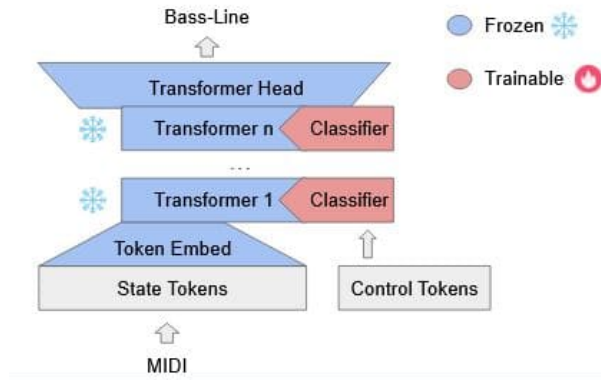 Bass-Line
Frozen
Trainable
Transformer Head
Transformer n
Classifier
...
Transformer 1
Classifier
Token Embed
State Tokens
Control Tokens
MIDI